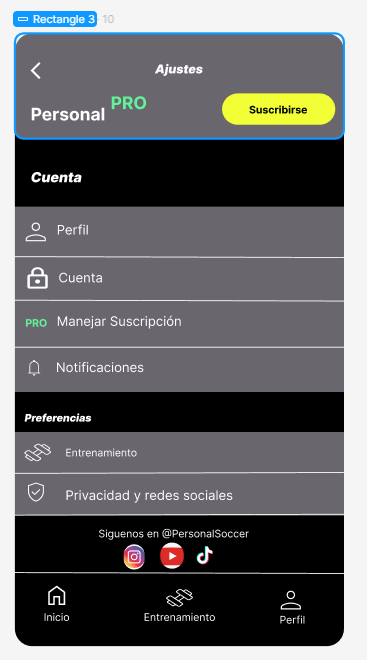 Rectangle 3 10
Ajustes
Personal PRO
Suscribirse
Cuenta
Perfil
Cuenta
PRO Manejar Suscripción
Notificaciones
Preferencias
Entrenamiento
Privacidad y redes sociales
Siguenos en @PersonalSoccer
Inicio Entrenamiento Perfil